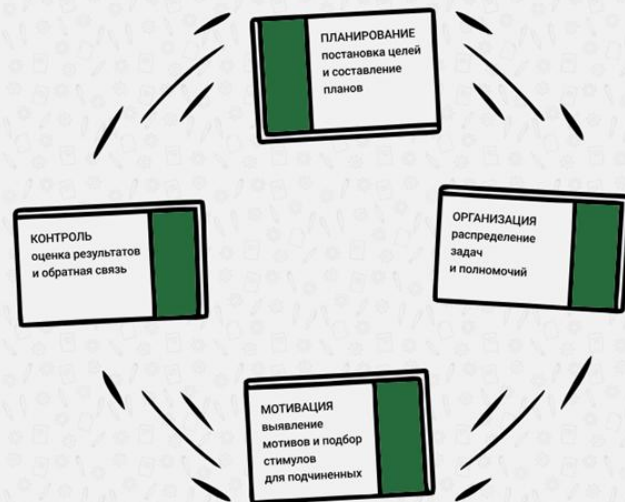 ПЛАНИРОВАНИЕ
постановка целей
и составление
планов
КОНТРОЛЬ
оценка результатов
и обратная связь
ОРГАНИЗАЦИЯ
распределение
задач
и полномочий
МОТИВАЦИЯ
выявление
мотивов и подбор
стимулов
для подчиненных